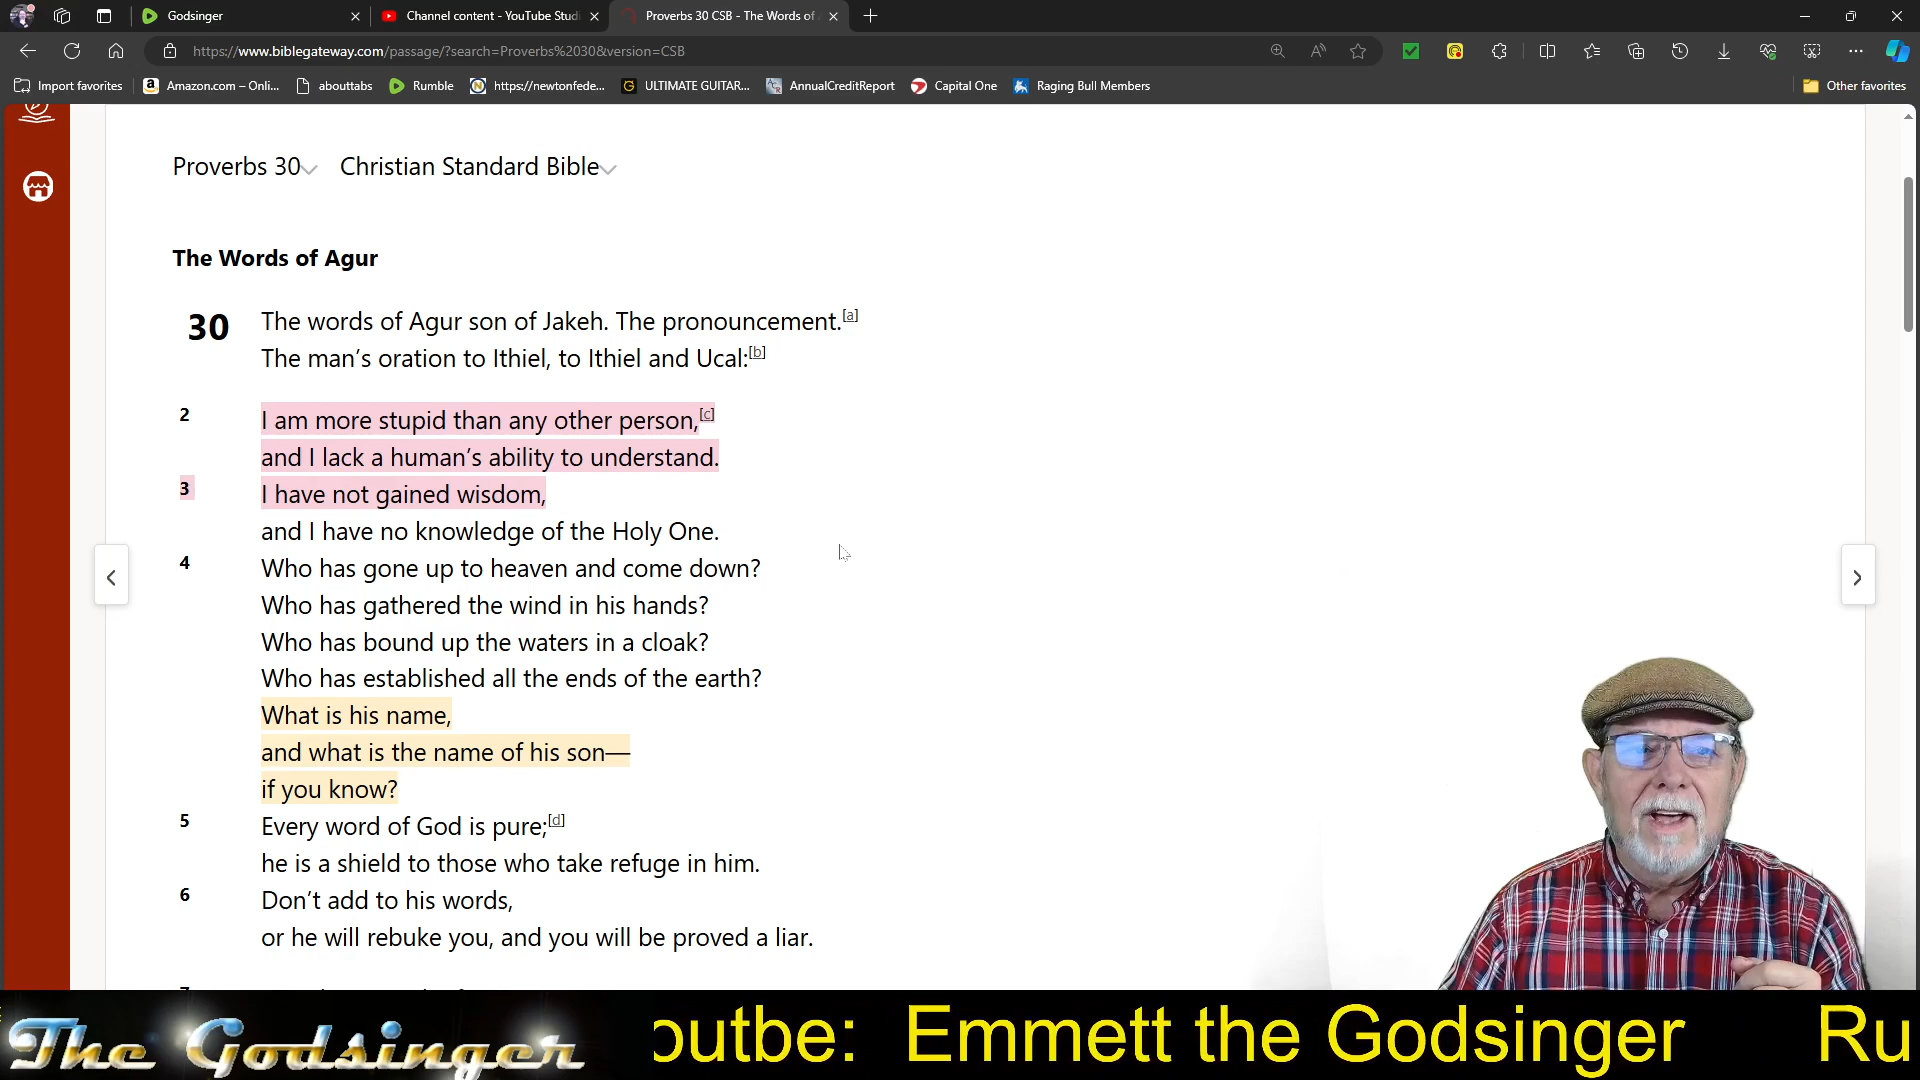 Godsinger
Channel content - YouTube Studi
Proverbs 30 CSB - The Words of
https://www.biblegateway.com/passage/?search=Proverbs%2030&version=CSB
Import favorites
Amazon.com – Onli...
abouttabs
Rumble
https://newtonfede...
ULTIMATE GUITAR...
AnnualCreditReport
Capital One
Raging Bull Members
Other favorites
Proverbs 30 Christian Standard Bible
The Words of Agur
30 The words of Agur son of Jakeh. The pronouncement.[a]
The man’s oration to Ithiel, to Ithiel and Ucal:[b]
2 I am more stupid than any other person,[c]
and I lack a human’s ability to understand.
3 I have not gained wisdom,
and I have no knowledge of the Holy One.
4 Who has gone up to heaven and come down?
Who has gathered the wind in his hands?
Who has bound up the waters in a cloak?
Who has established all the ends of the earth?
What is his name,
and what is the name of his son—
if you know?
5 Every word of God is pure;[d]
he is a shield to those who take refuge in him.
6 Don’t add to his words,
or he will rebuke you, and you will be proved a liar.
The Godsinger
outbe: Emmett the Godsinger Ru